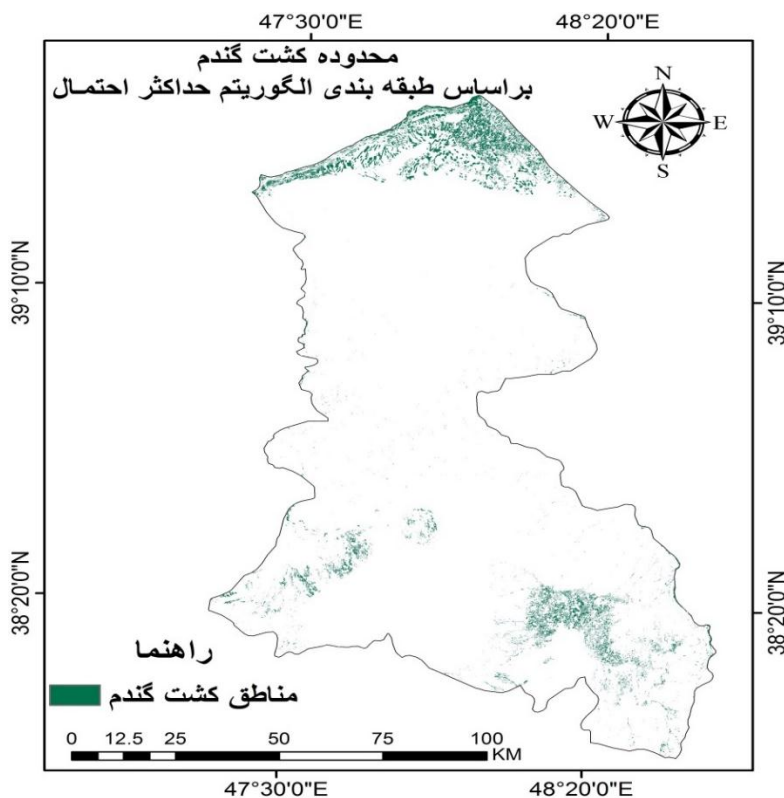 47°30'0"E 48°20'0"E
محدوده کشت گندم
براساس طبقه بندی الگوریتم حداکثر احتمال
N
W E
S
39°10'0"N 39°10'0"N
38°20'0"N 38°20'0"N
راهنما
مناطق کشت گندم
0 12.5 25 50 75 100
KM
47°30'0"E 48°20'0"E